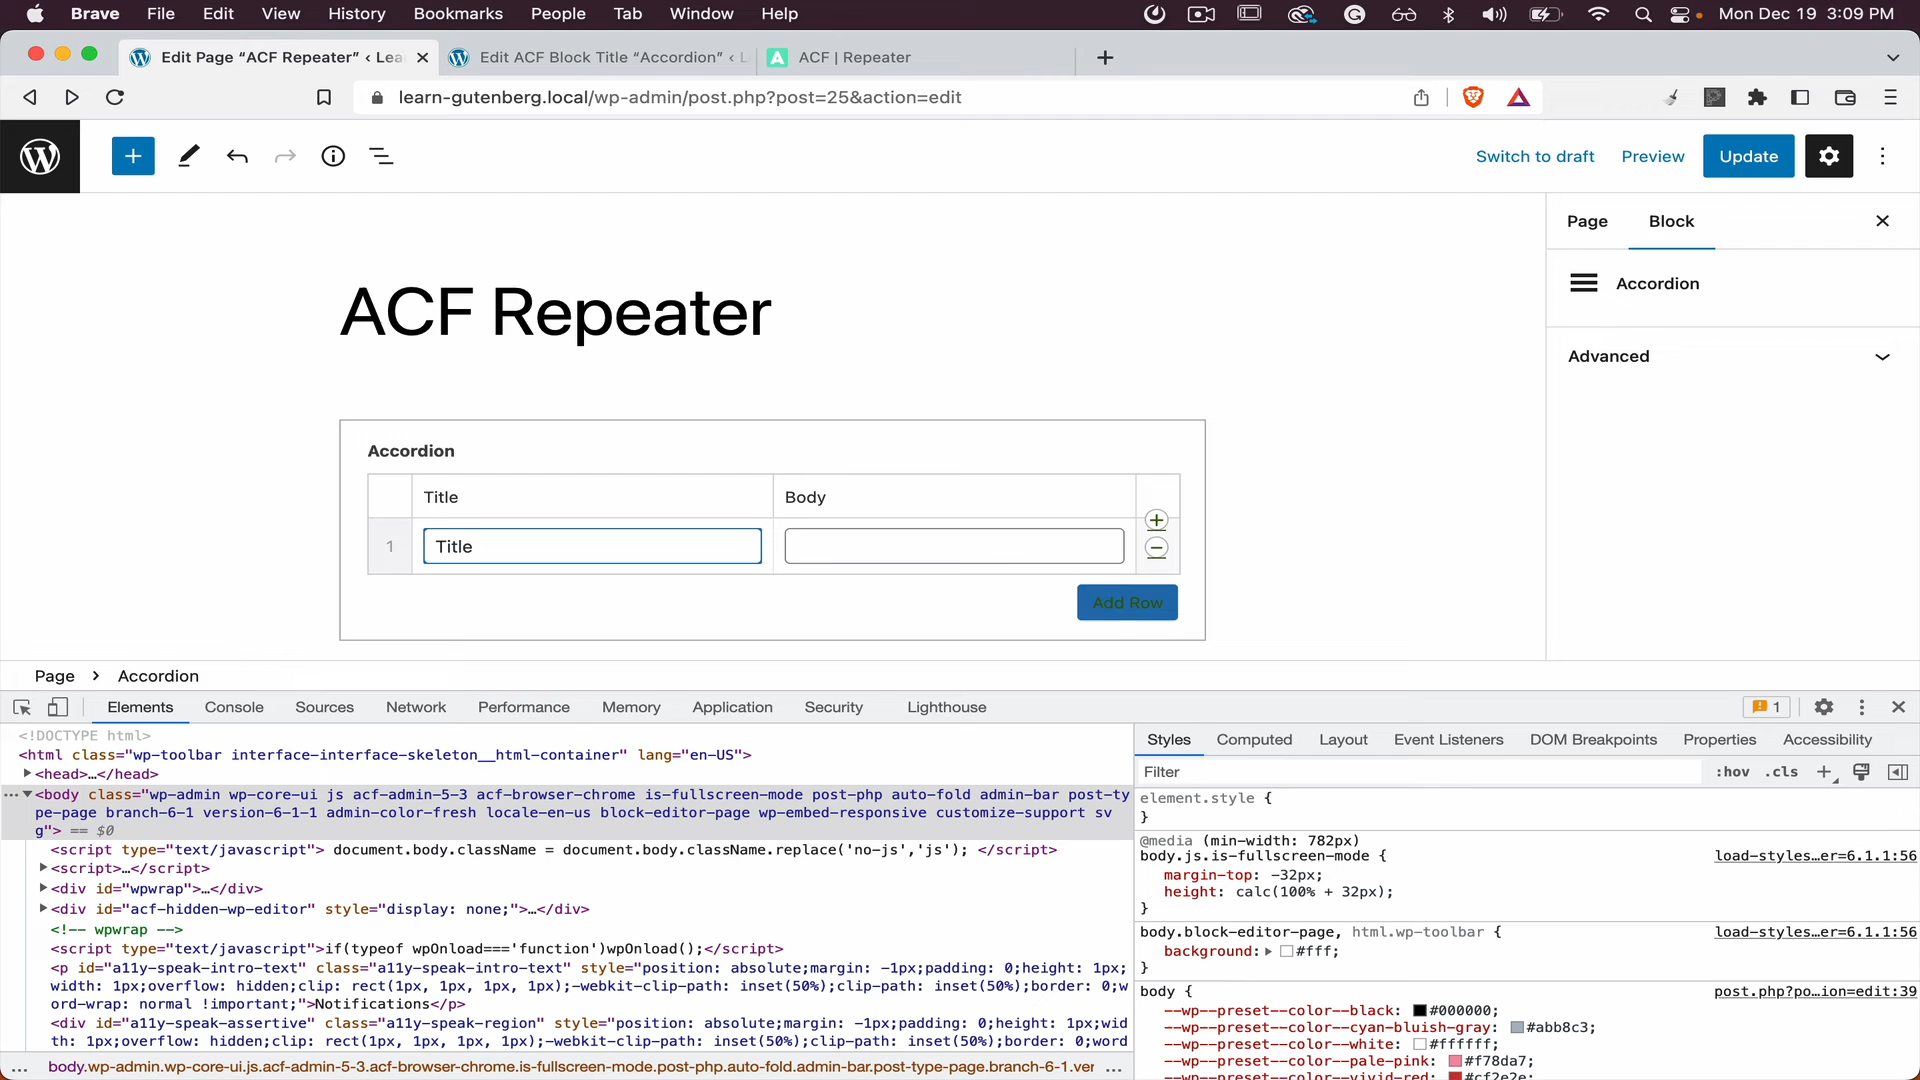 Brave File Edit View History Bookmarks People Tab Window Help Mon Dec 19 3:09 PM
Edit Page “ACF Repeater” ‹ Lea Edit ACF Block Title “Accordion” ‹ L ACF | Repeater
learn-gutenberg.local/wp-admin/post.php?post=25&action=edit
Switch to draft Preview Update
Page Block
ACF Repeater
Accordion
Advanced
Accordion
Title Body
1 Title
Add Row
Page › Accordion
Elements Console Sources Network Performance Memory Application Security Lighthouse 1
<!DOCTYPE html>
<html class="wp-toolbar interface-interface-skeleton__html-container" lang="en-US">
<head>…</head>
<body class="wp-admin wp-core-ui js acf-admin-5-3 acf-browser-chrome is-fullscreen-mode post-php auto-fold admin-bar post-ty
pe-page branch-6-1 version-6-1-1 admin-color-fresh locale-en-us block-editor-page wp-embed-responsive customize-support sv
g"> == $0
<script type="text/javascript"> document.body.className = document.body.className.replace('no-js','js'); </script>
<script>…</script>
<div id="wpwrap">…</div>
<div id="acf-hidden-wp-editor" style="display: none;">…</div>
<!-- wpwrap -->
<script type="text/javascript">if(typeof wpOnload==='function')wpOnload();</script>
<p id="a11y-speak-intro-text" class="a11y-speak-intro-text" style="position: absolute;margin: -1px;padding: 0;height: 1px;
width: 1px;overflow: hidden;clip: rect(1px, 1px, 1px, 1px);-webkit-clip-path: inset(50%);clip-path: inset(50%);border: 0;w
ord-wrap: normal !important;">Notifications</p>
<div id="a11y-speak-assertive" class="a11y-speak-region" style="position: absolute;margin: -1px;padding: 0;height: 1px;wid
th: 1px;overflow: hidden;clip: rect(1px, 1px, 1px, 1px);-webkit-clip-path: inset(50%);clip-path: inset(50%);border: 0;word
... body.wp-admin.wp-core-ui.js.acf-admin-5-3.acf-browser-chrome.is-fullscreen-mode.post-php.auto-fold.admin-bar.post-type-page.branch-6-1.ver ...
Styles Computed Layout Event Listeners DOM Breakpoints Properties Accessibility
Filter :hov .cls
element.style {
}
@media (min-width: 782px)
body.js.is-fullscreen-mode { load-styles…er=6.1.1:56
margin-top: -32px;
height: calc(100% + 32px);
}
body.block-editor-page, html.wp-toolbar { load-styles…er=6.1.1:56
background: #fff;
}
body { post.php?po…ion=edit:39
--wp--preset--color--black: #000000;
--wp--preset--color--cyan-bluish-gray: #abb8c3;
--wp--preset--color--white: #ffffff;
--wp--preset--color--pale-pink: #f78da7;
--wp--preset--color--vivid-red: #cf2e2e;